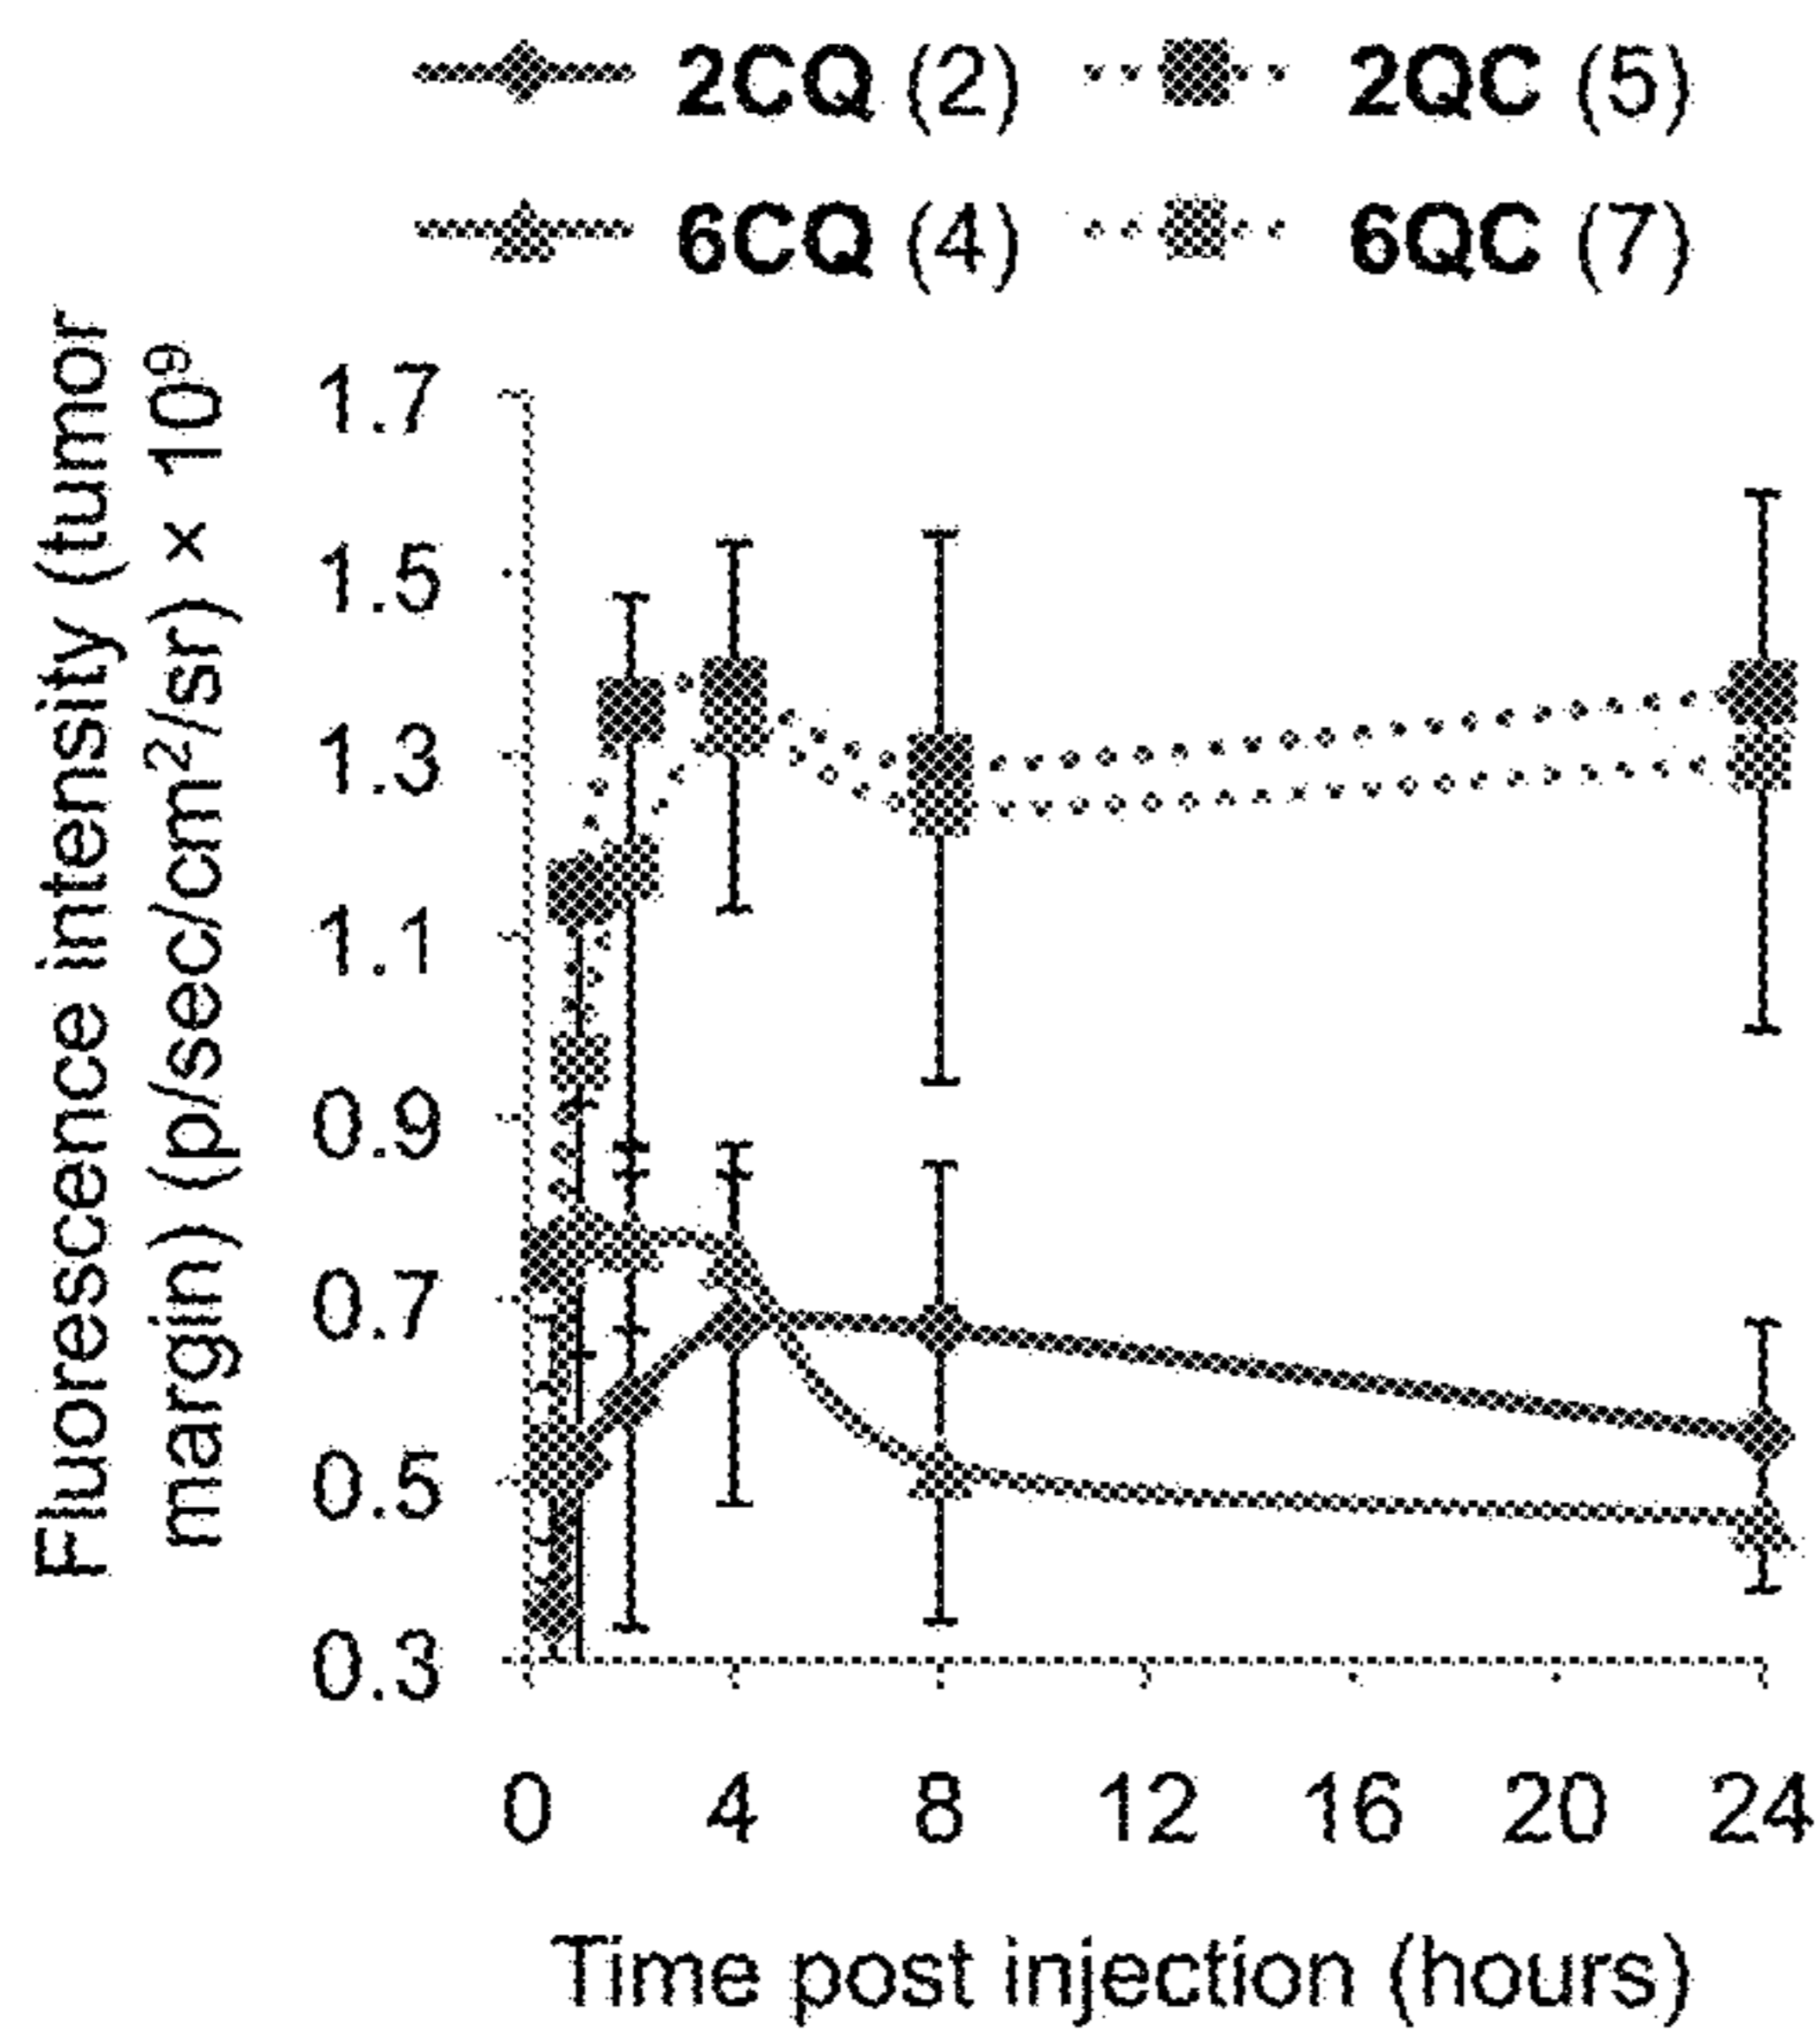 2CQ (2) 2QC (5)
6CQ (4) 6QC (7)
Fluorescence intensity (tumor
margin) (p/sec/cm²/sr) × 10⁹
1.7
1.5
1.3
1.1
0.9
0.7
0.5
0.3
0 4 8 12 16 20 24
Time post injection (hours)